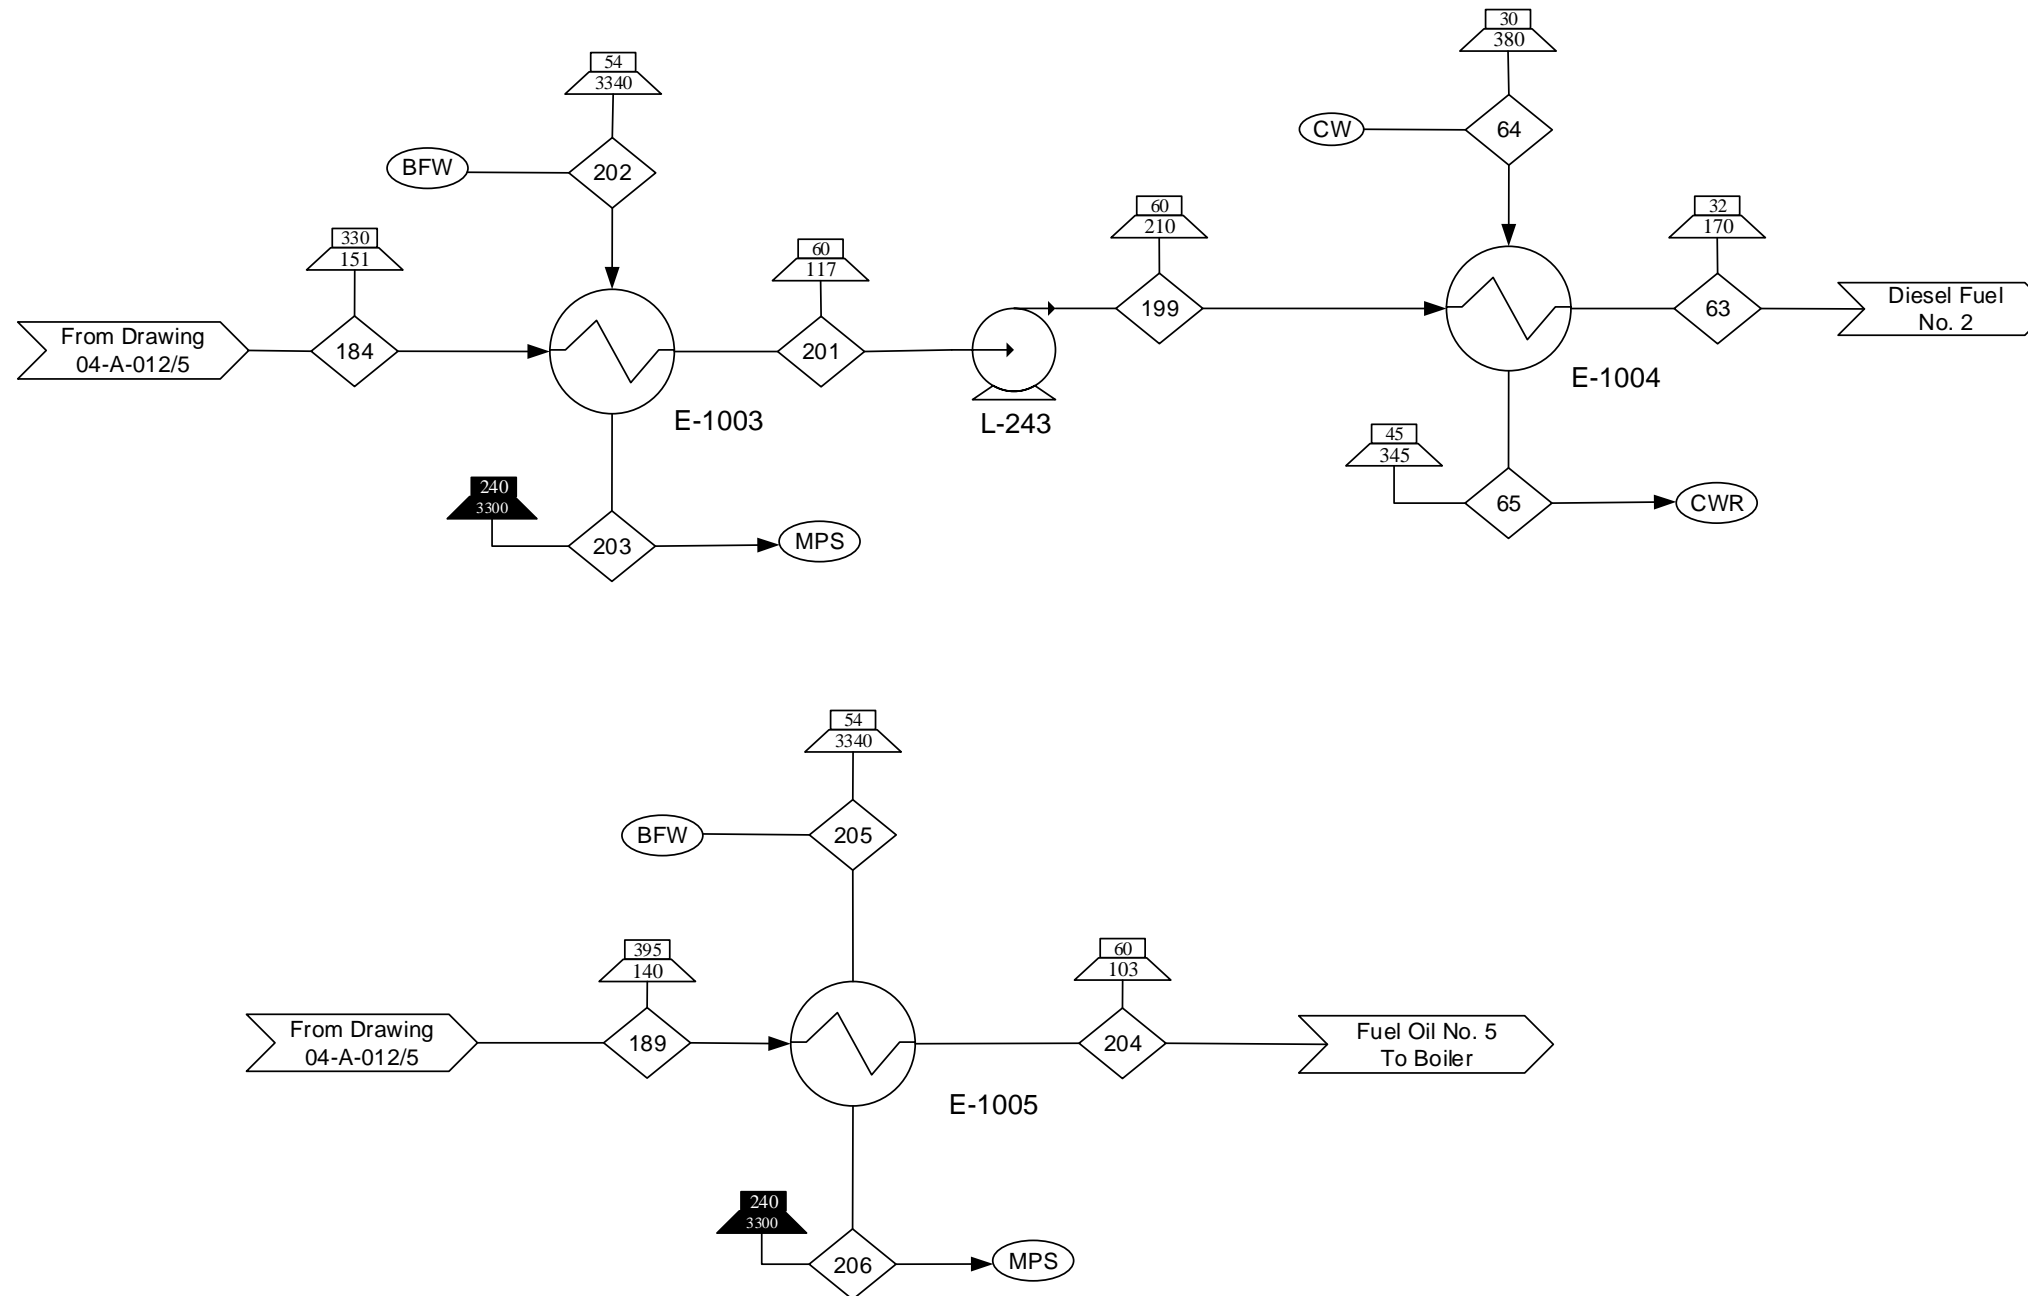 30
380
54
3340
CW
64
BFW
202
60
210
32
170
330
151
60
117
From Drawing
04-A-012/5
184
201
199
63
Diesel Fuel
No. 2
E-1003
L-243
E-1004
45
345
240
3300
203
MPS
65
CWR
54
3340
BFW
205
395
140
60
103
From Drawing
04-A-012/5
189
204
Fuel Oil No. 5
To Boiler
E-1005
240
3300
206
MPS